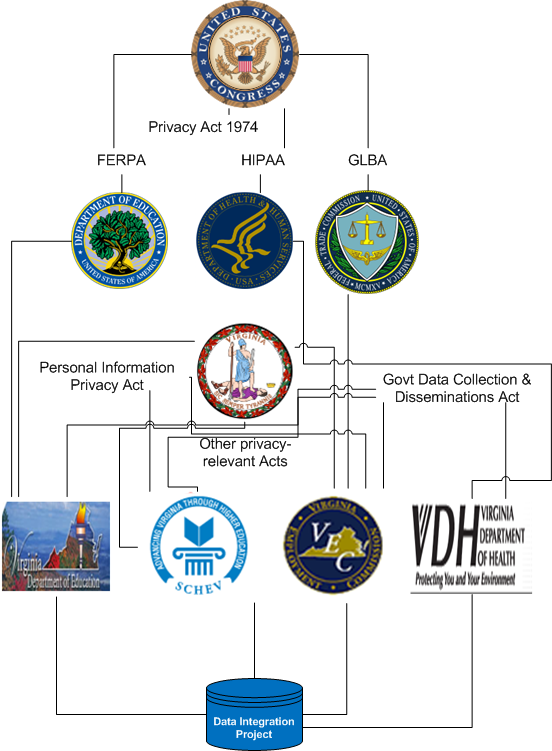 UNITED STATES
CONGRESS
Privacy Act 1974
FERPA
HIPAA
GLBA
DEPARTMENT OF EDUCATION
UNITED STATES OF AMERICA
DEPARTMENT OF HEALTH & HUMAN SERVICES · USA
FEDERAL TRADE COMMISSION · UNITED STATES OF AMERICA
MCMXV
VIRGINIA
SIC SEMPER TYRANNIS
Personal Information
Privacy Act
Govt Data Collection &
Disseminations Act
Other privacy-
relevant Acts
Virginia
Department of Education
ADVANCING VIRGINIA THROUGH HIGHER EDUCATION
SCHEV
VIRGINIA
EMPLOYMENT COMMISSION
VEC
VDH
VIRGINIA
DEPARTMENT
OF HEALTH
Protecting You and Your Environment
Data Integration
Project